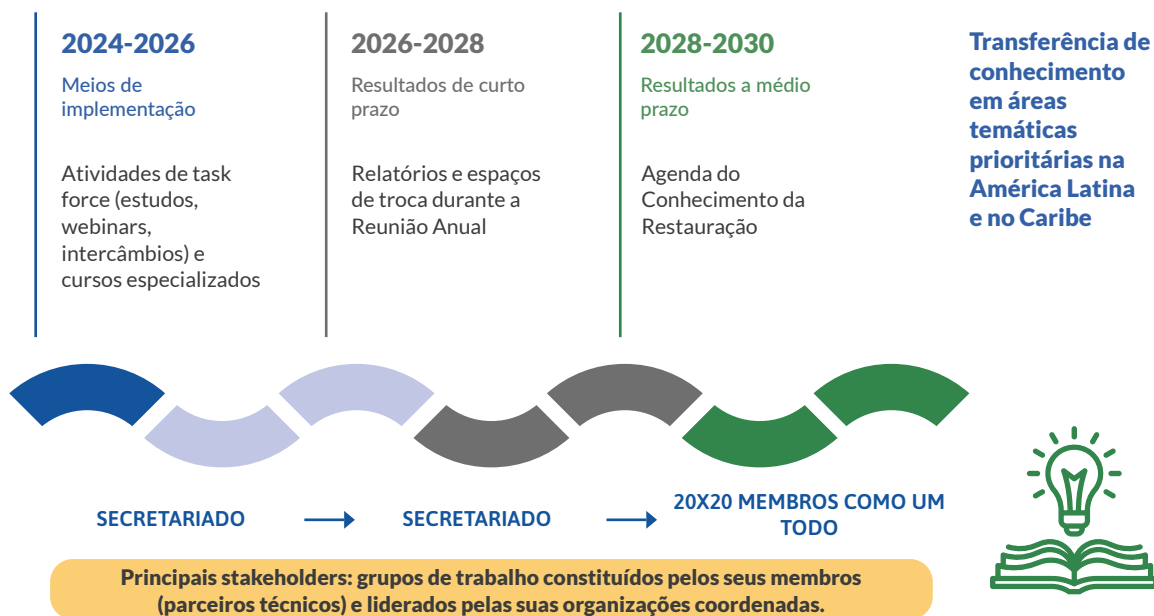 2024-2026
Meios de
implementação
Atividades de task
force (estudos,
webinars,
intercâmbios) e
cursos especializados
2026-2028
Resultados de curto
prazo
Relatórios e espaços
de troca durante a
Reunião Anual
2028-2030
Resultados a médio
prazo
Agenda do
Conhecimento da
Restauração
Transferência de
conhecimento
em áreas
temáticas
prioritárias na
América Latina
e no Caribe
SECRETARIADO
SECRETARIADO
20X20 MEMBROS COMO UM
TODO
Principais stakeholders: grupos de trabalho constituídos pelos seus membros
(parceiros técnicos) e liderados pelas suas organizações coordenadas.